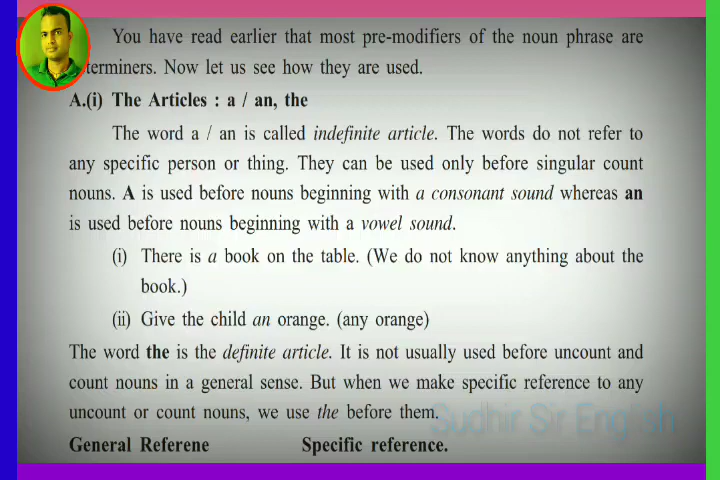 You have read earlier that most pre-modifiers of the noun phrase are
terminers. Now let us see how they are used.
A.(i) The Articles : a / an, the
The word a / an is called indefinite article. The words do not refer to
any specific person or thing. They can be used only before singular count
nouns. A is used before nouns beginning with a consonant sound whereas an
is used before nouns beginning with a vowel sound.
(i) There is a book on the table. (We do not know anything about the
book.)
(ii) Give the child an orange. (any orange)
The word the is the definite article. It is not usually used before uncount and
count nouns in a general sense. But when we make specific reference to any
uncount or count nouns, we use the before them.
Sudhir Sir English
General Referene Specific reference.